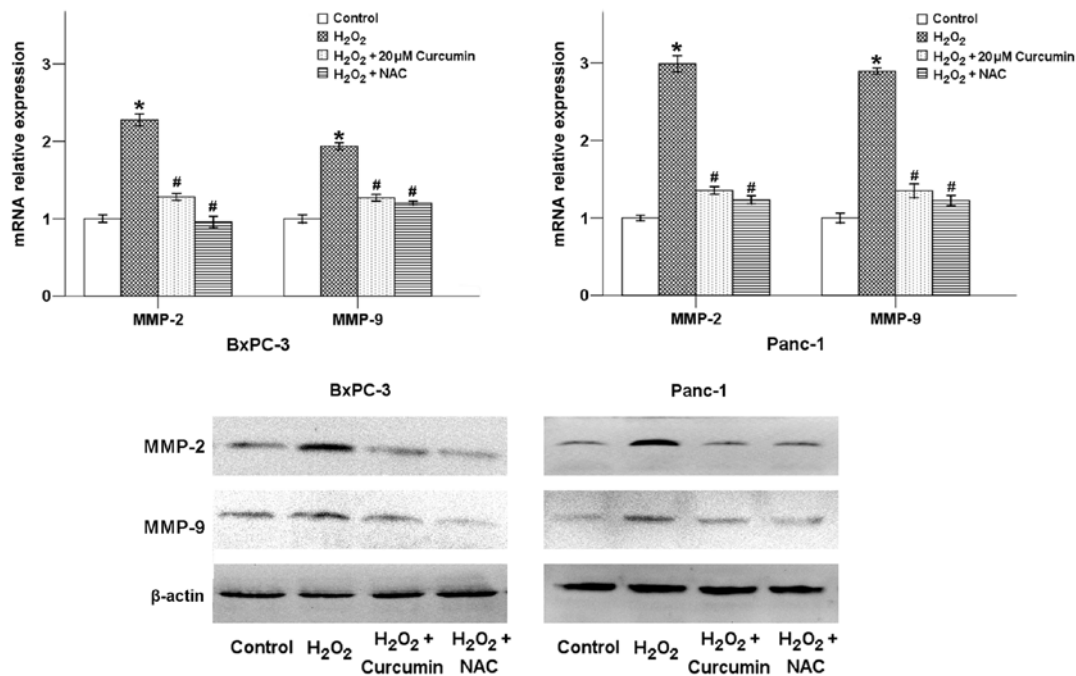 Control
H₂O₂
H₂O₂ + 20μM Curcumin
H₂O₂ + NAC
mRNA relative expression
3
2
1
0
*
#
#
*
#
#
MMP-2
MMP-9
BxPC-3
Control
H₂O₂
H₂O₂ + 20μM Curcumin
H₂O₂ + NAC
mRNA relative expression
3
2
1
0
*
#
#
*
#
#
MMP-2
MMP-9
Panc-1
BxPC-3
Panc-1
MMP-2
MMP-9
β-actin
Control
H₂O₂
H₂O₂ +
Curcumin
H₂O₂ +
NAC
Control
H₂O₂
H₂O₂ +
Curcumin
H₂O₂ +
NAC